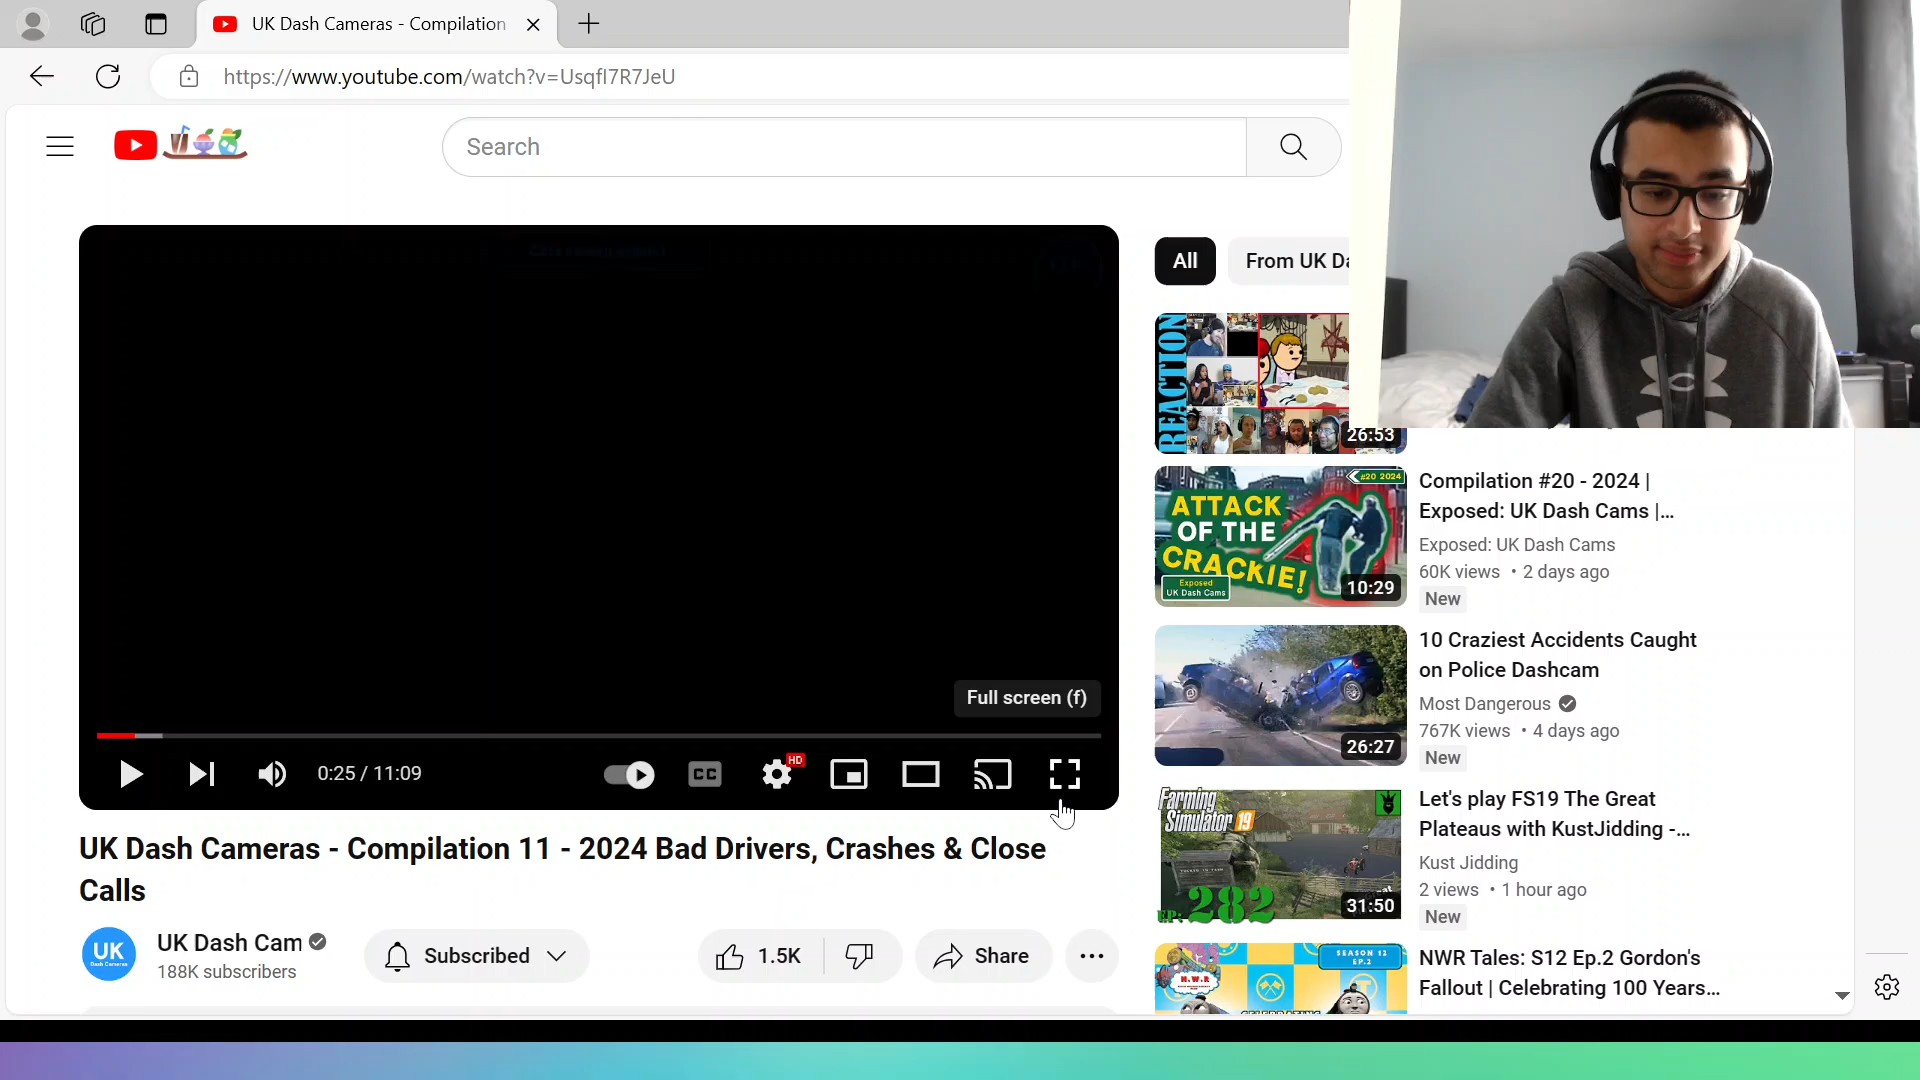 UK Dash Cameras - Compilation
https://www.youtube.com/watch?v=UsqfI7R7JeU
Search
All
From UK Da
REACTION
26:53
Full screen (f)
HD
CC
0:25 / 11:09
UK Dash Cameras - Compilation 11 - 2024 Bad Drivers, Crashes & Close
Calls
UK
Dash Cameras
UK Dash Cam
188K subscribers
Subscribed
1.5K
Share
#20 2024
ATTACK
OF THE
CRACKIE!
Exposed
UK Dash Cams
10:29
Compilation #20 - 2024 |
Exposed: UK Dash Cams |...
Exposed: UK Dash Cams
60K views • 2 days ago
New
26:27
10 Craziest Accidents Caught
on Police Dashcam
Most Dangerous
767K views • 4 days ago
New
Farming
Simulator 19
EP: 282
31:50
Let's play FS19 The Great
Plateaus with KustJidding -...
Kust Jidding
2 views • 1 hour ago
New
SEASON 12
EP.2
N.W.R
NWR Tales: S12 Ep.2 Gordon's
Fallout | Celebrating 100 Years...